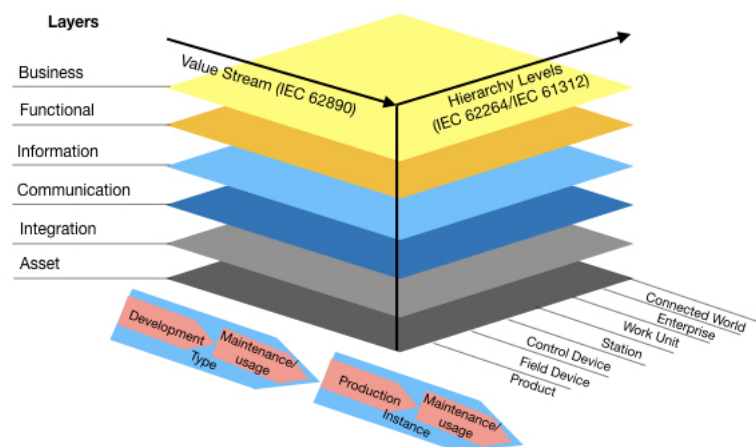 Layers
Value Stream (IEC 62890)
Hierarchy Levels
(IEC 62264/IEC 61312)
Business
Functional
Information
Communication
Integration
Asset
Development
Maintenance/
usage
Type
Production
Maintenance/
usage
Instance
Connected World
Enterprise
Work Unit
Station
Control Device
Field Device
Product